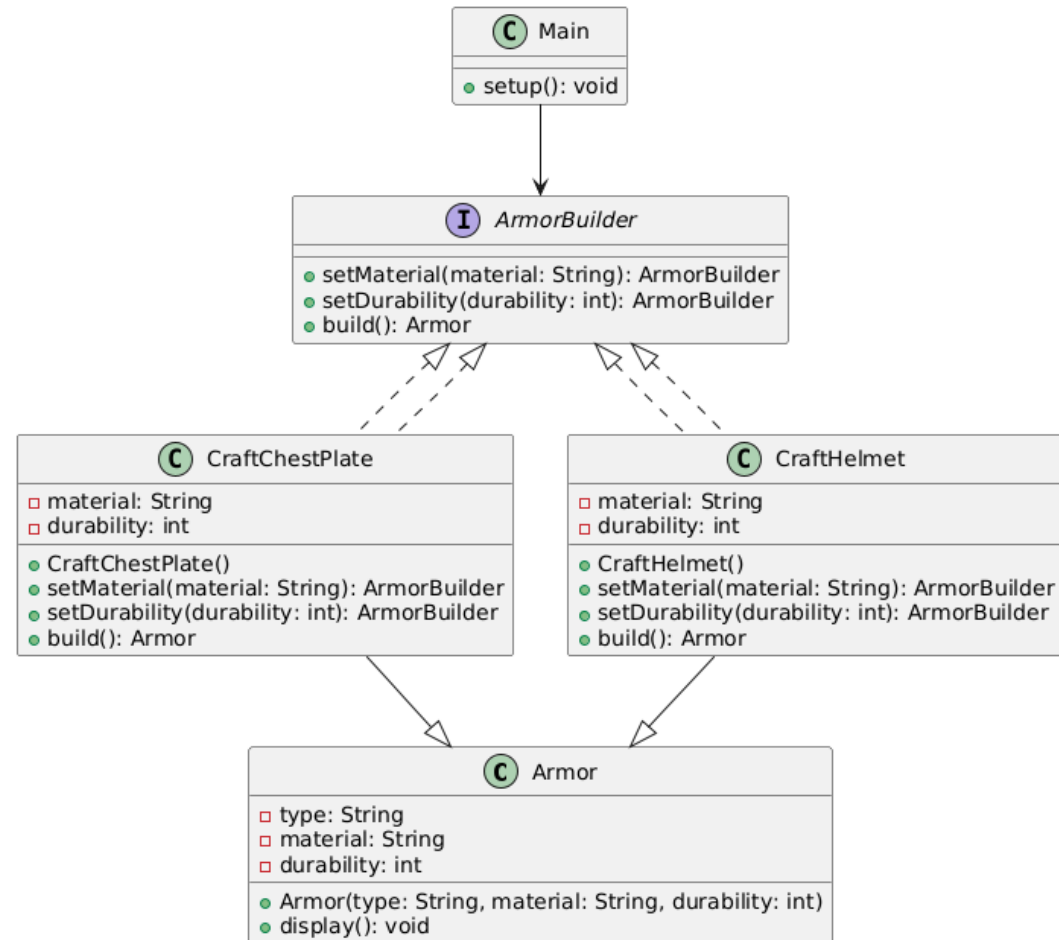 C Main
setup(): void
I ArmorBuilder
setMaterial(material: String): ArmorBuilder
setDurability(durability: int): ArmorBuilder
build(): Armor
C CraftChestPlate
material: String
durability: int
CraftChestPlate()
setMaterial(material: String): ArmorBuilder
setDurability(durability: int): ArmorBuilder
build(): Armor
C CraftHelmet
material: String
durability: int
CraftHelmet()
setMaterial(material: String): ArmorBuilder
setDurability(durability: int): ArmorBuilder
build(): Armor
C Armor
type: String
material: String
durability: int
Armor(type: String, material: String, durability: int)
display(): void